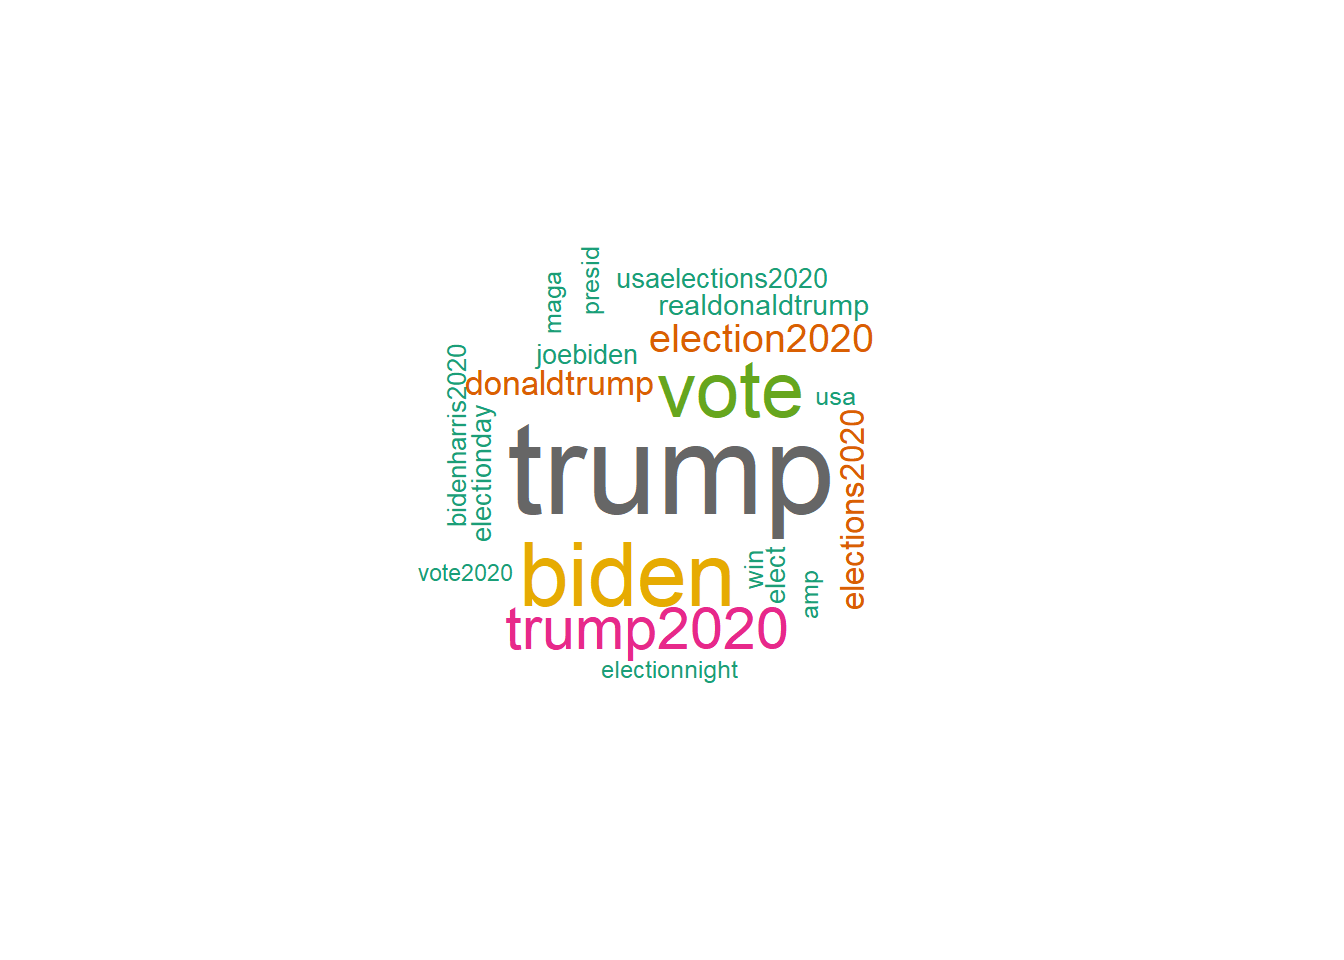 maga
presid
usaelections2020
realdonaldtrump
election2020
joebiden
donaldtrump
vote
usa
bidenharris2020
electionday
trump
elections2020
biden
win
elect
amp
vote2020
trump2020
electionnight